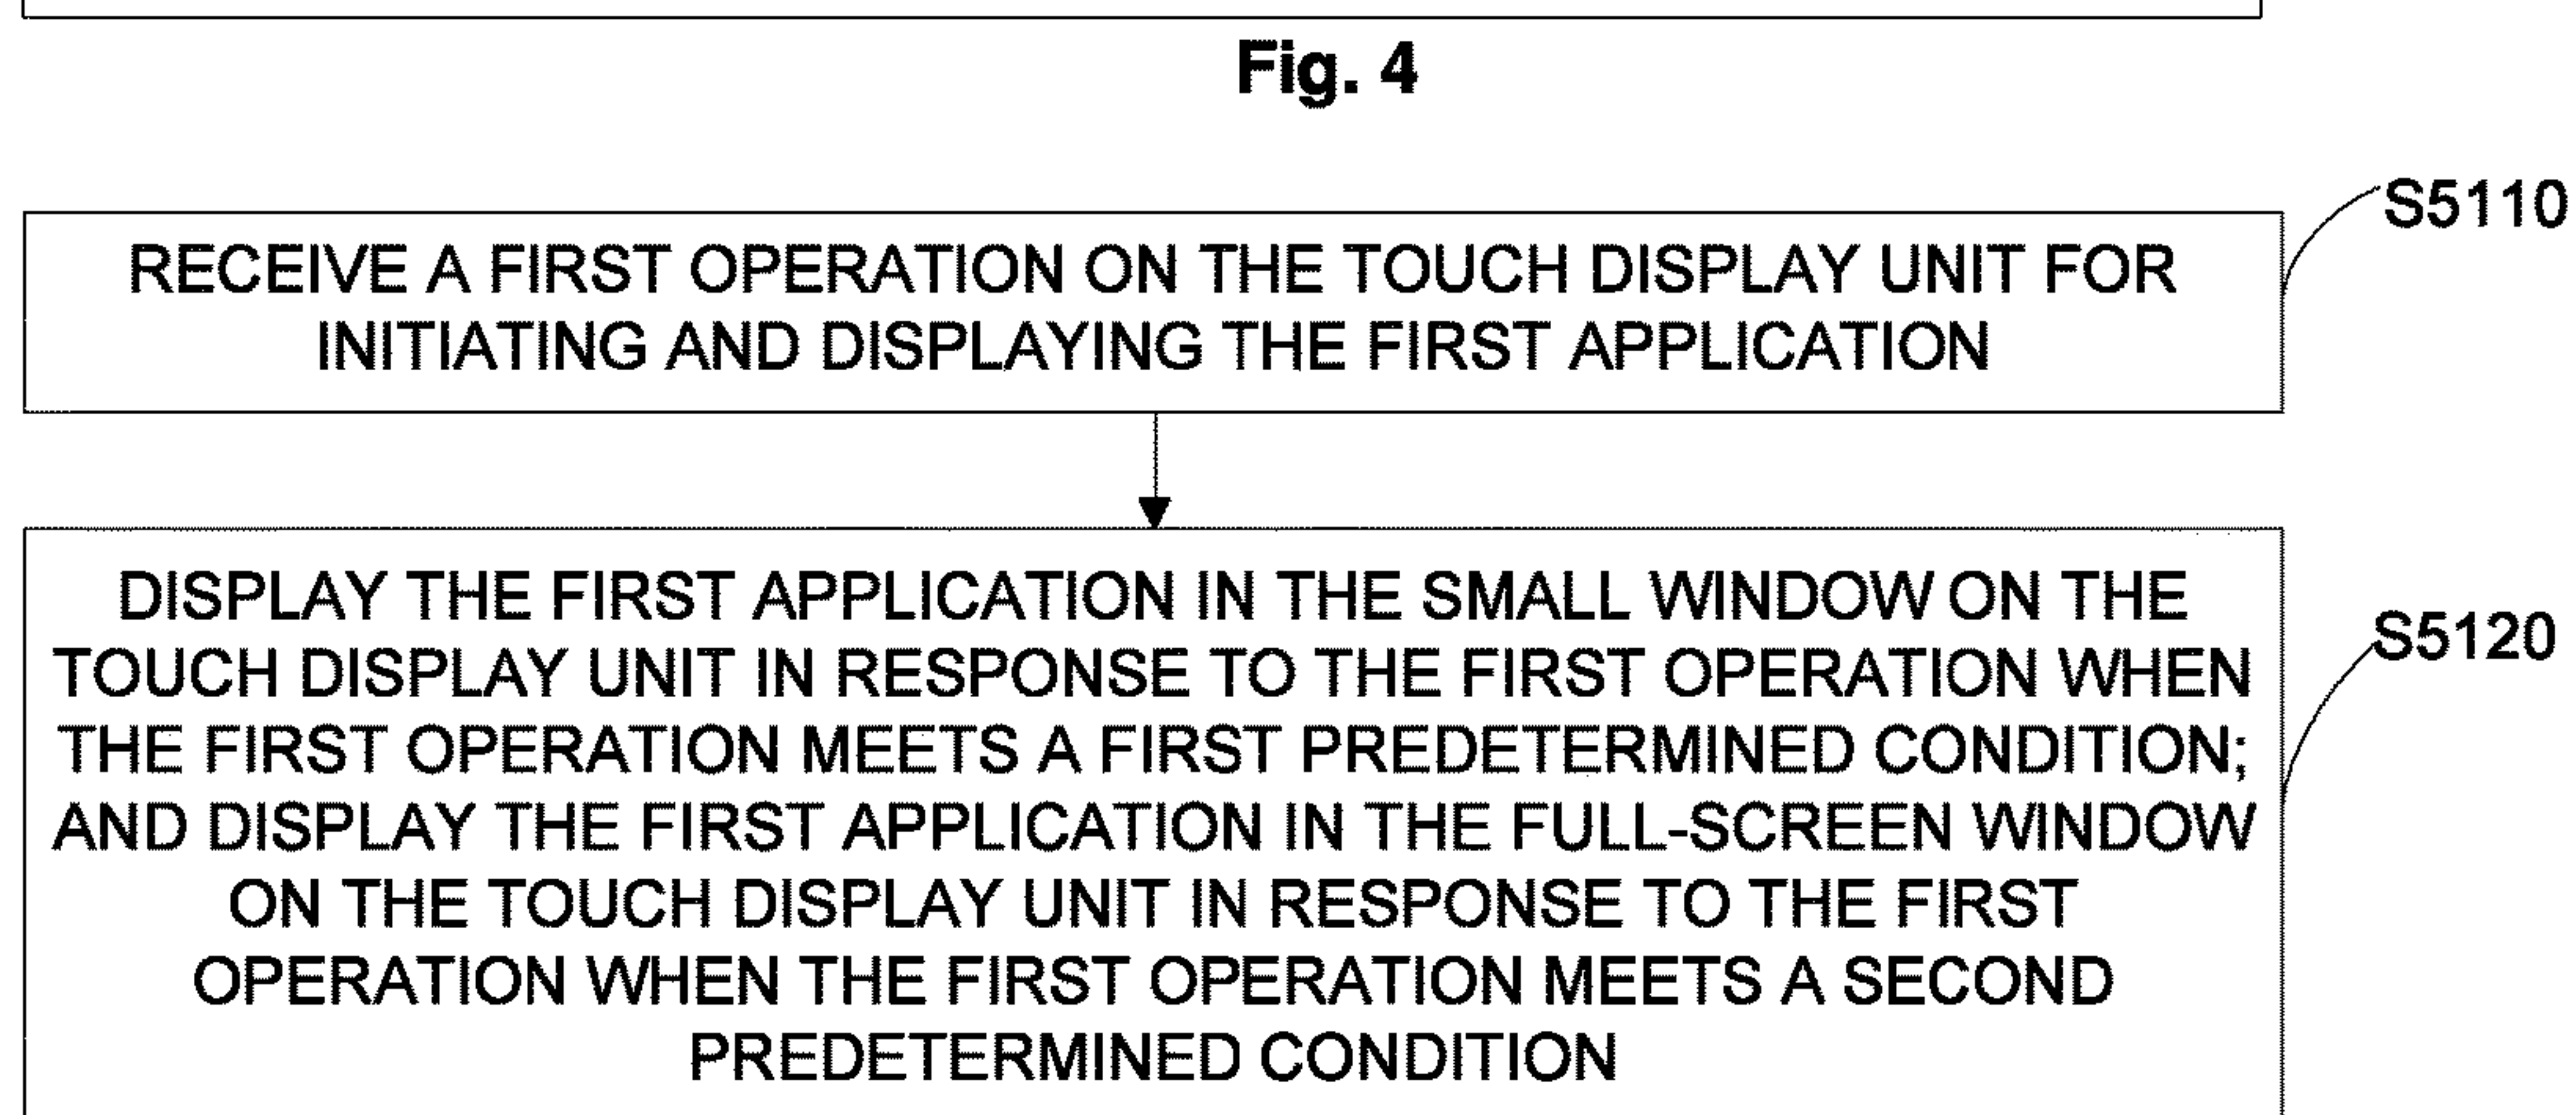 Fig. 4
S5110
RECEIVE A FIRST OPERATION ON THE TOUCH DISPLAY UNIT FOR
INITIATING AND DISPLAYING THE FIRST APPLICATION
DISPLAY THE FIRST APPLICATION IN THE SMALL WINDOW ON THE
TOUCH DISPLAY UNIT IN RESPONSE TO THE FIRST OPERATION WHEN
THE FIRST OPERATION MEETS A FIRST PREDETERMINED CONDITION;
AND DISPLAY THE FIRST APPLICATION IN THE FULL-SCREEN WINDOW
ON THE TOUCH DISPLAY UNIT IN RESPONSE TO THE FIRST
OPERATION WHEN THE FIRST OPERATION MEETS A SECOND
PREDETERMINED CONDITION
S5120